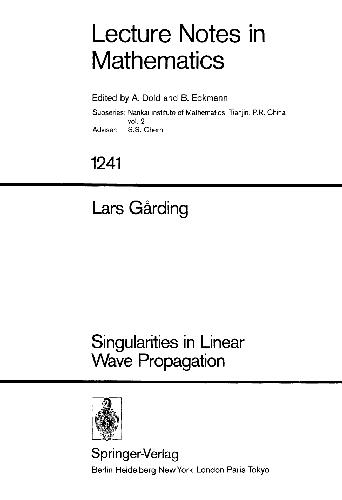 Lecture Notes in
Mathematics
Edited by A. Dold and B. Eckmann
Subseries: Nankai Institute of Mathematics, Tianjin, P.R. China
vol. 2
Adviser: S.S. Chern
1241
Lars Gårding
Singularities in Linear
Wave Propagation
Springer-Verlag
Berlin Heidelberg New York London Paris Tokyo